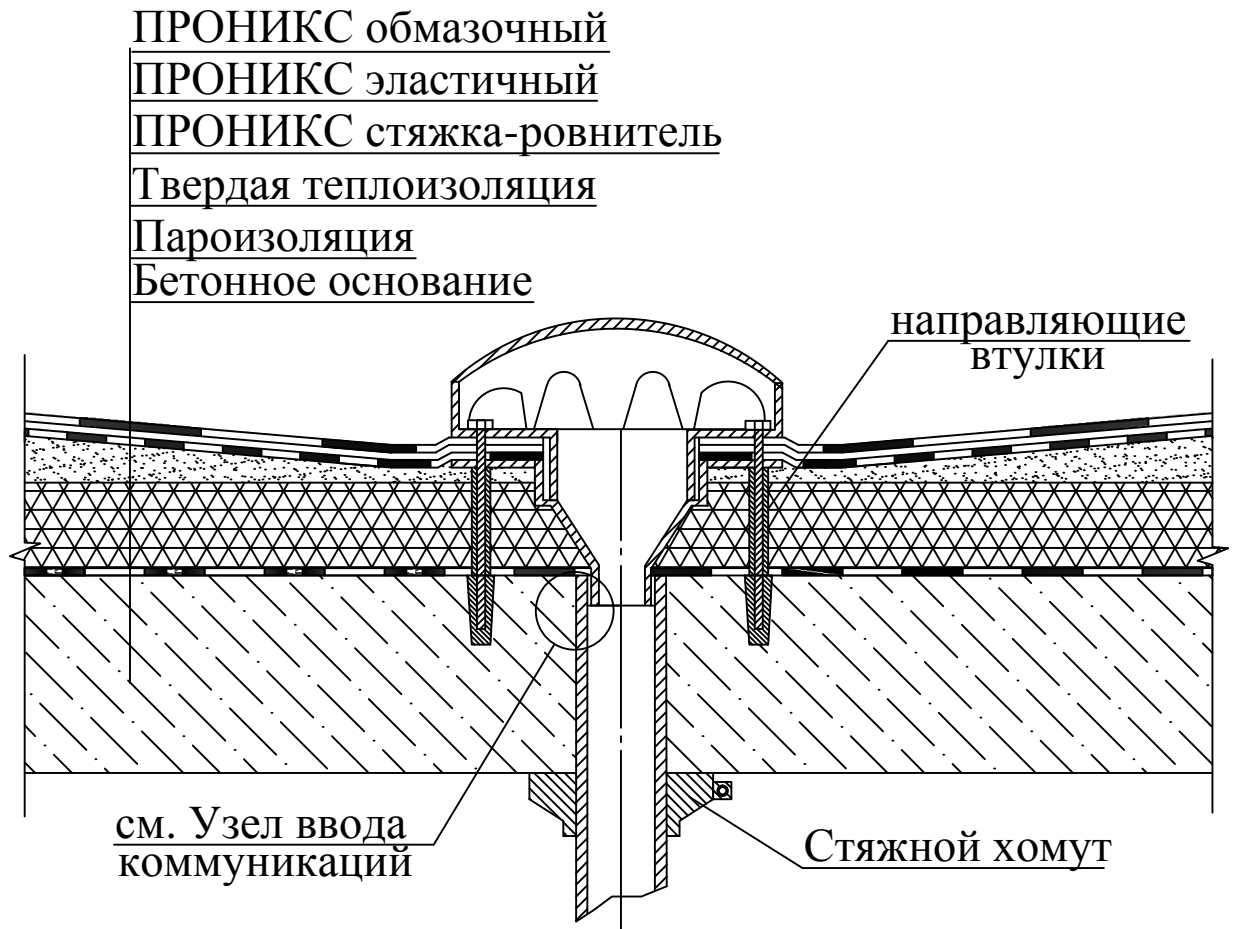 ПРОНИКС обмазочный
ПРОНИКС эластичный
ПРОНИКС стяжка-ровнитель
Твердая теплоизоляция
Пароизоляция
Бетонное основание
направляющие
втулки
см. Узел ввода
коммуникаций
Стяжной хомут